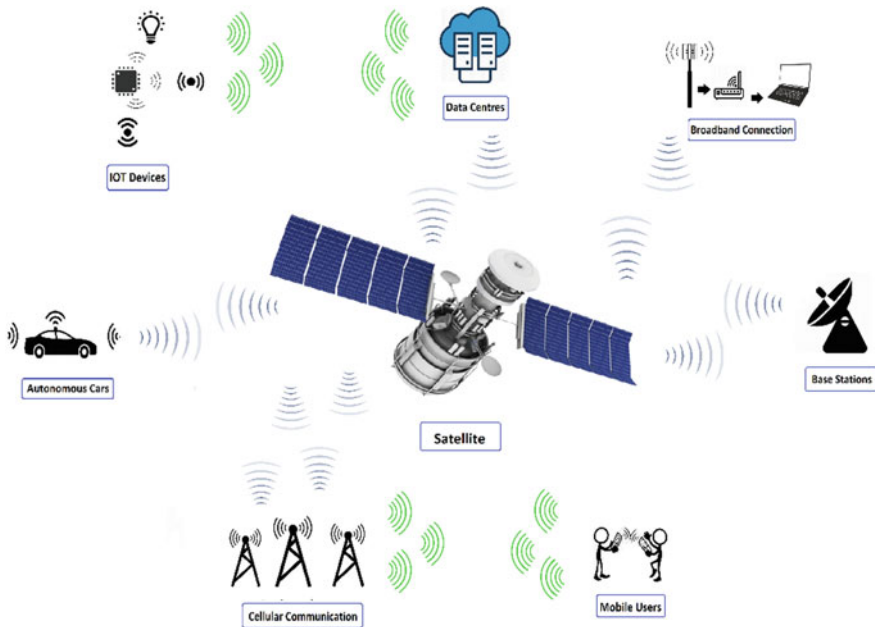 Data Centres
Broadband Connection
IOT Devices
Autonomous Cars
Base Stations
Satellite
Cellular Communication
Mobile Users